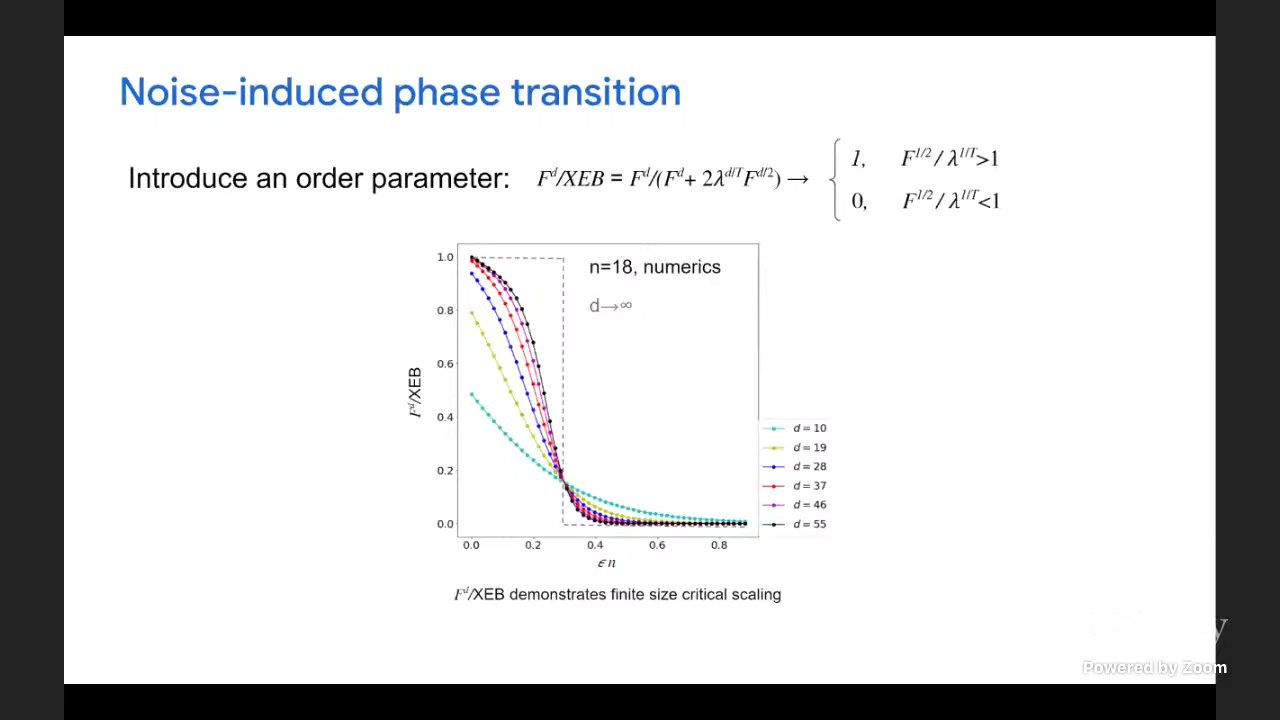 Noise-induced phase transition
Introduce an order parameter: F^d/XEB = F^d/(F^d + 2λ^{d/T}F^{d/2}) → { 1, F^{1/2} / λ^{1/T}>1
0, F^{1/2} / λ^{1/T}<1
n=18, numerics
d→∞
1.0
0.8
0.6
0.4
0.2
0.0
F^d/XEB
d = 10
d = 19
d = 28
d = 37
d = 46
d = 55
0.0 0.2 0.4 0.6 0.8
ϵ n
F^d/XEB demonstrates finite size critical scaling
y
Powered by Zoom